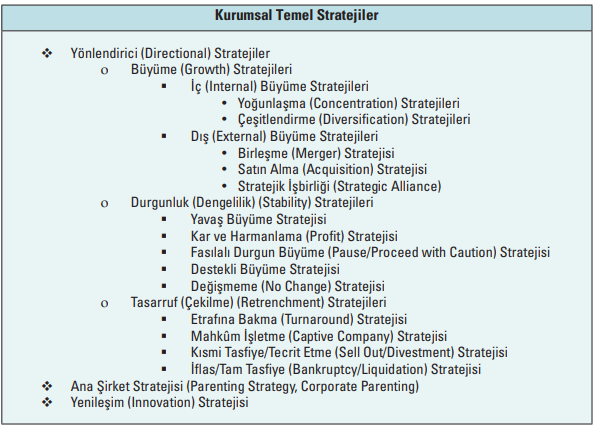 Kurumsal Temel Stratejiler
❖ Yönlendirici (Directional) Stratejiler
o Büyüme (Growth) Stratejileri
▪ İç (Internal) Büyüme Stratejileri
• Yoğunlaşma (Concentration) Stratejileri
• Çeşitlendirme (Diversification) Stratejileri
▪ Dış (External) Büyüme Stratejileri
• Birleşme (Merger) Stratejisi
• Satın Alma (Acquisition) Stratejisi
• Stratejik İşbirliği (Strategic Alliance)
o Durgunluk (Dengelilik) (Stability) Stratejileri
▪ Yavaş Büyüme Stratejisi
▪ Kar ve Harmanlama (Profit) Stratejisi
▪ Fasılalı Durgun Büyüme (Pause/Proceed with Caution) Stratejisi
▪ Destekli Büyüme Stratejisi
▪ Değişmeme (No Change) Stratejisi
o Tasarruf (Çekilme) (Retrenchment) Stratejileri
▪ Etrafına Bakma (Turnaround) Stratejisi
▪ Mahkûm İşletme (Captive Company) Stratejisi
▪ Kısmi Tasfiye/Tecrit Etme (Sell Out/Divestment) Stratejisi
▪ İflas/Tam Tasfiye (Bankruptcy/Liquidation) Stratejisi
❖ Ana Şirket Stratejisi (Parenting Strategy, Corporate Parenting)
❖ Yenileşim (Innovation) Stratejisi